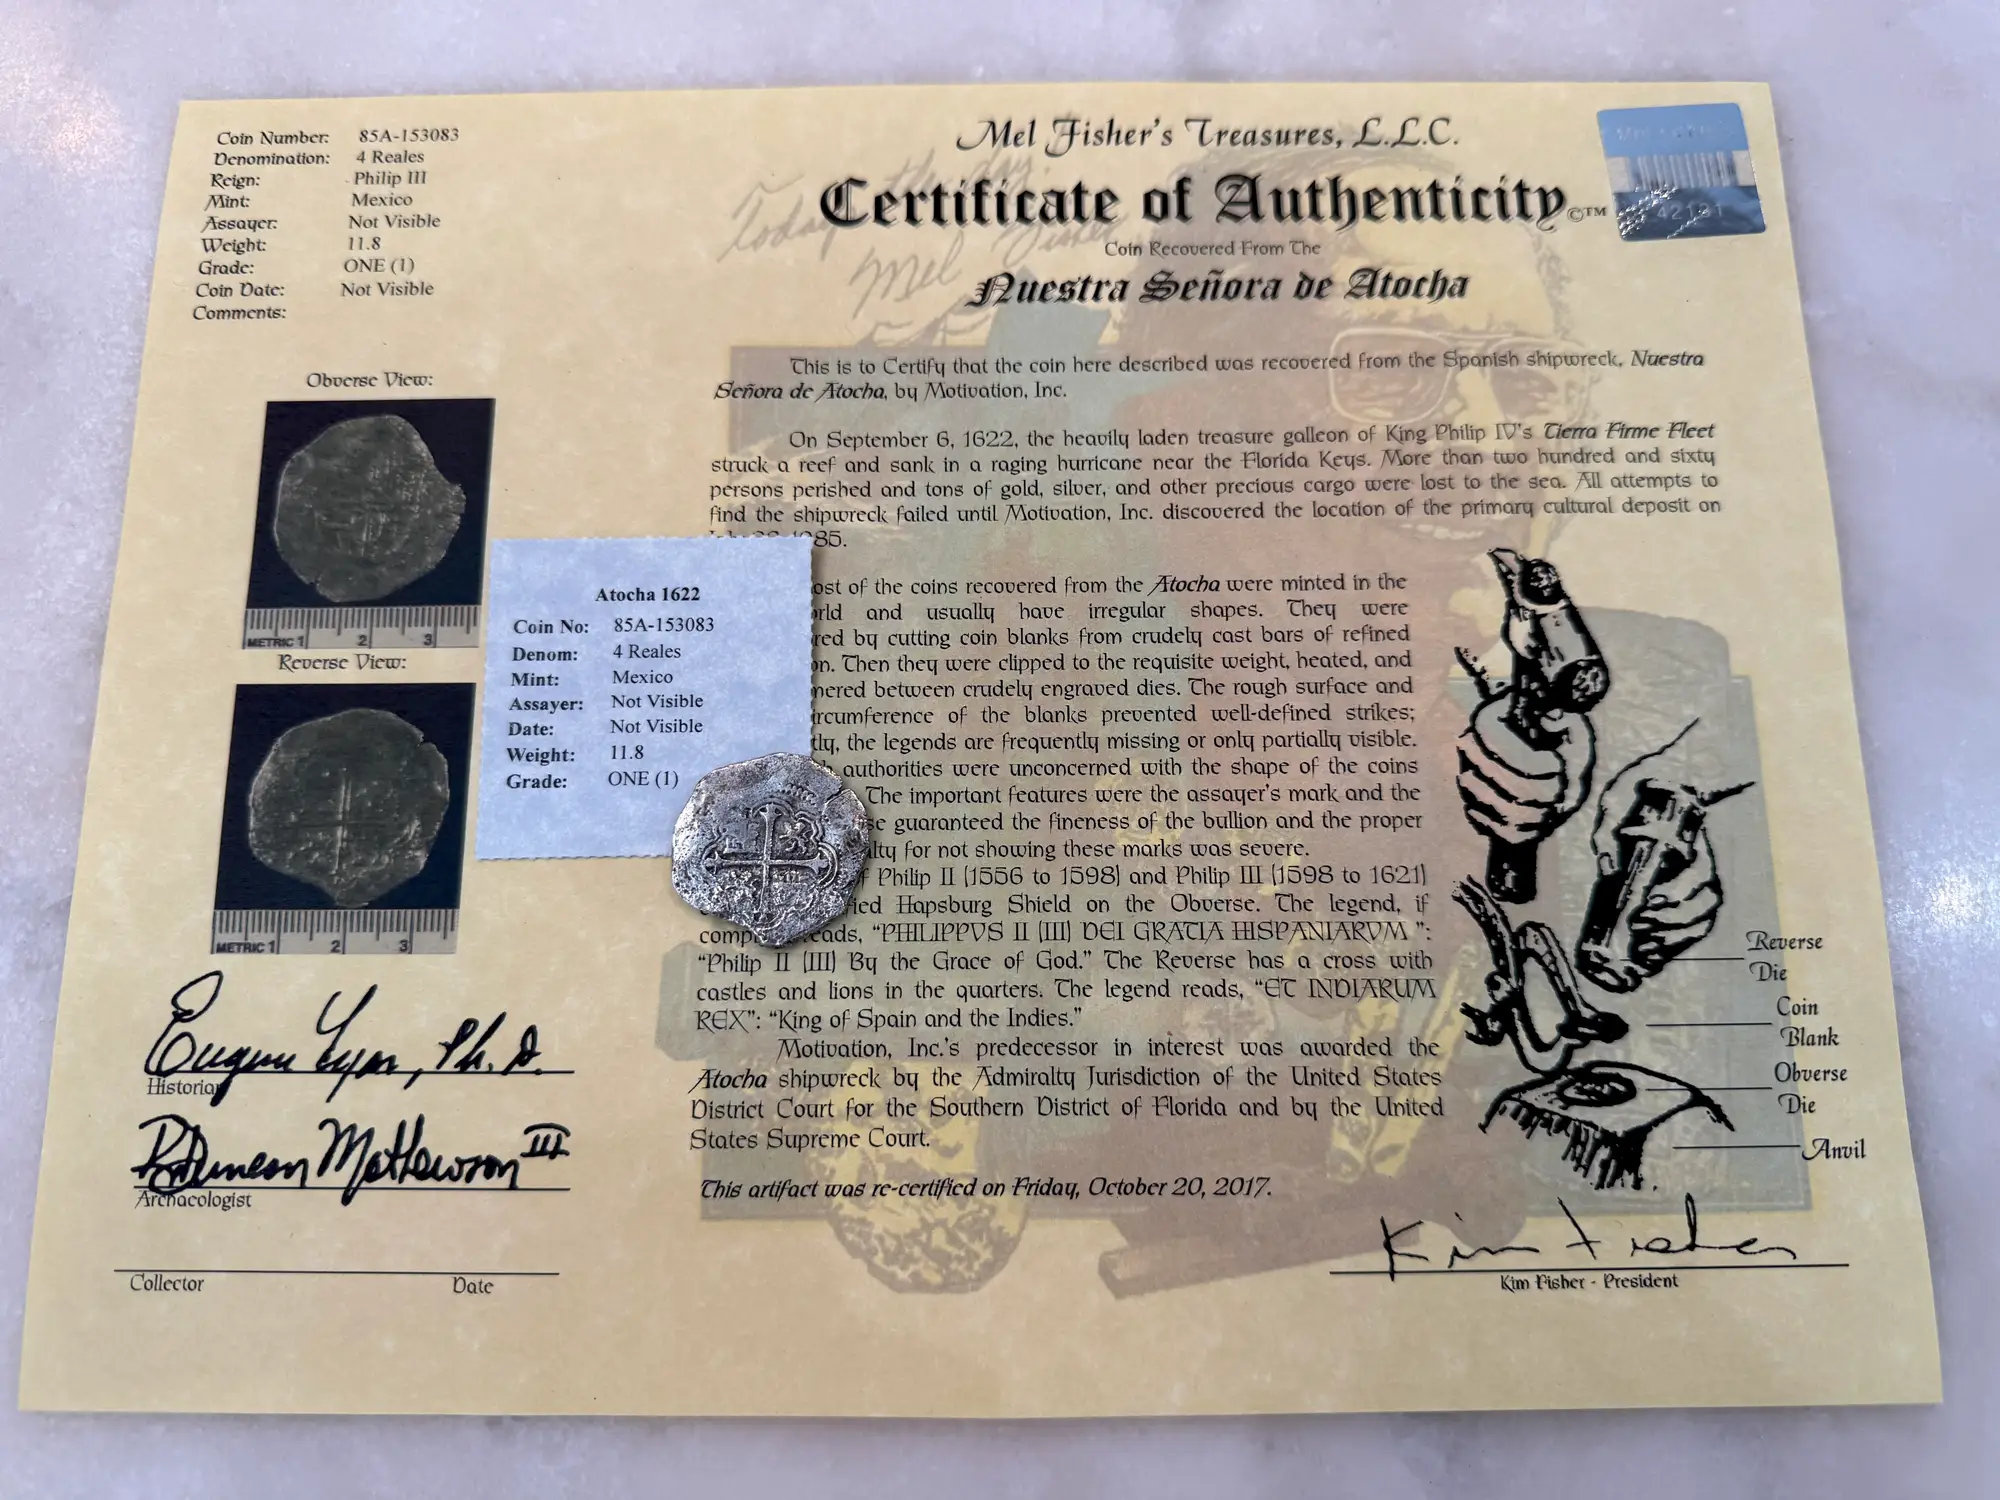 Coin Number: 85A-153083
Denomination: 4 Reales
Reign: Philip III
Mint: Mexico
Assayer: Not Visible
Weight: 11.8
Grade: ONE (1)
Coin Date: Not Visible
Comments:
Obverse View:
METRIC 1 2 3
Reverse View:
METRIC 1 2 3
Eugene Lyon, Ph.D.
Historian
R Duncan Mathewson III
Archaeologist
Collector Date
Mel Fisher's Treasures, L.L.C.
Certificate of Authenticity ©™
Coin Recovered From The
Nuestra Señora de Atocha
42181
Today
Mel Fisher
This is to Certify that the coin here described was recovered from the Spanish shipwreck, Nuestra
Señora de Atocha, by Motivation, Inc.
On September 6, 1622, the heavily laden treasure galleon of King Philip IV's Tierra Firme Fleet
struck a reef and sank in a raging hurricane near the Florida Keys. More than two hundred and sixty
persons perished and tons of gold, silver, and other precious cargo were lost to the sea. All attempts to
find the shipwreck failed until Motivation, Inc. discovered the location of the primary cultural deposit on
85.
ost of the coins recovered from the Atocha were minted in the
rld and usually have irregular shapes. They were
red by cutting coin blanks from crudely cast bars of refined
on. Then they were clipped to the requisite weight, heated, and
mered between crudely engraved dies. The rough surface and
ircumference of the blanks prevented well-defined strikes;
tly, the legends are frequently missing or only partially visible.
authorities were unconcerned with the shape of the coins
The important features were the assayer's mark and the
se guaranteed the fineness of the bullion and the proper
lty for not showing these marks was severe.
f Philip II (1556 to 1598) and Philip III (1598 to 1621)
fied Hapsburg Shield on the Obverse. The legend, if
comp eads, "PHILIPPVS II (III) DEI GRATIA HISPANIARVM ":
"Philip II (III) By the Grace of God." The Reverse has a cross with
castles and lions in the quarters. The legend reads, "ET INDIARUM
REX": "King of Spain and the Indies."
Motivation, Inc.'s predecessor in interest was awarded the
Atocha shipwreck by the Admiralty Jurisdiction of the United States
District Court for the Southern District of Florida and by the United
States Supreme Court.
This artifact was re-certified on Friday, October 20, 2017.
Atocha 1622
Coin No: 85A-153083
Denom: 4 Reales
Mint: Mexico
Assayer: Not Visible
Date: Not Visible
Weight: 11.8
Grade: ONE (1)
Reverse
Die
Coin
Blank
Obverse
Die
Anvil
Kim Fisher
Kim Fisher - President